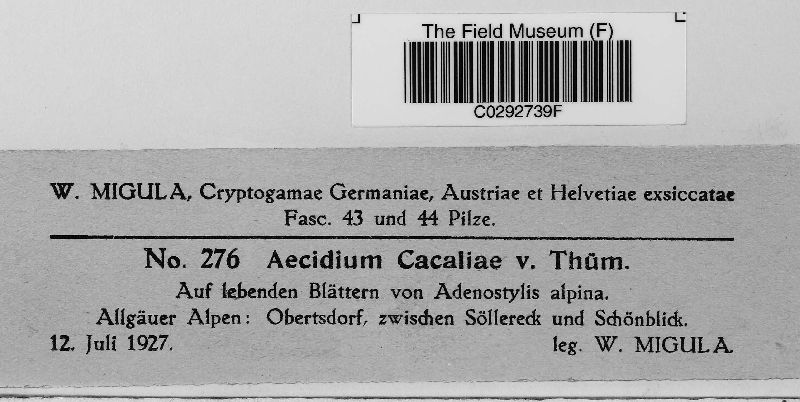 The Field Museum (F)
C0292739F
W. MIGULA, Cryptogamae Germaniae, Austriae et Helvetiae exsiccatae
Fasc. 43 und 44 Pilze.
No. 276 Aecidium Cacaliae v. Thüm.
Auf lebenden Blättern von Adenostylis alpina.
Allgäuer Alpen: Obertsdorf, zwischen Söllereck und Schönblick.
12. Juli 1927. leg. W. MIGULA.